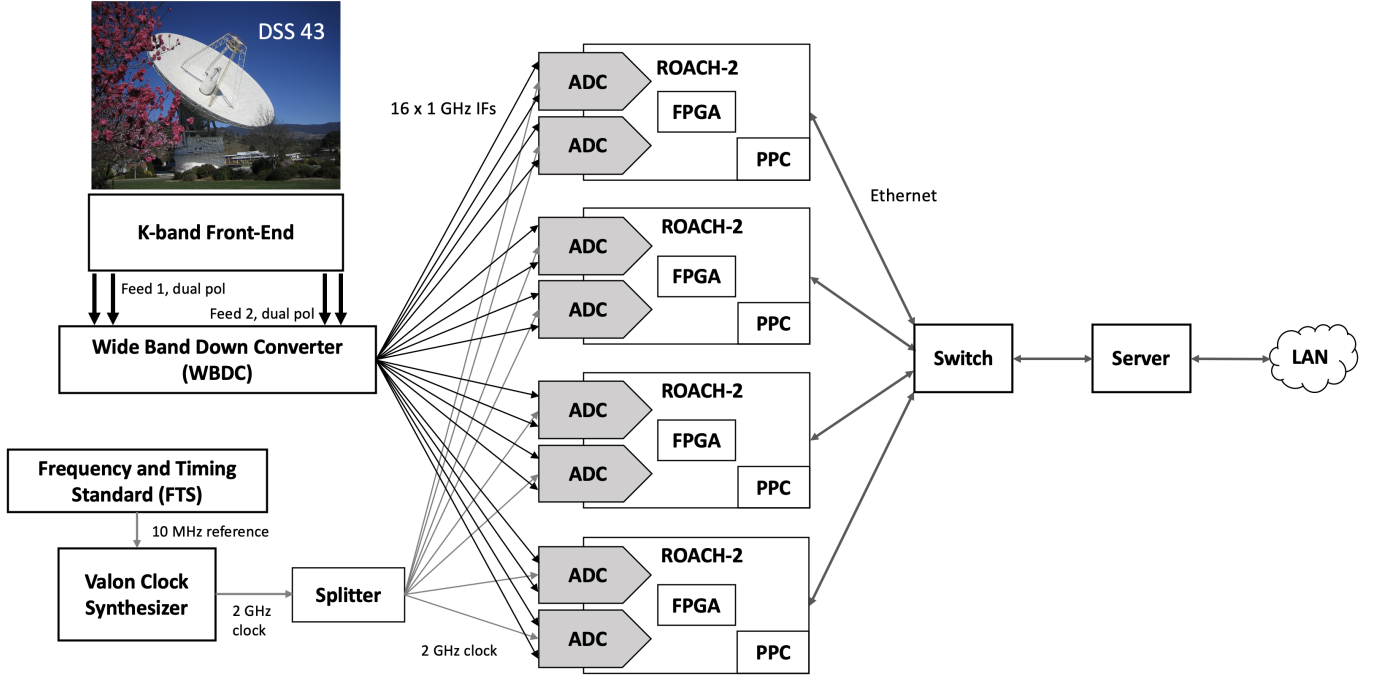 DSS 43
K-band Front-End
Feed 1, dual pol
Feed 2, dual pol
Wide Band Down Converter
(WBDC)
Frequency and Timing
Standard (FTS)
10 MHz reference
Valon Clock
Synthesizer
2 GHz
clock
Splitter
2 GHz clock
16 x 1 GHz IFs
ADC
ADC
ROACH-2
FPGA
PPC
ADC
ADC
ROACH-2
FPGA
PPC
ADC
ADC
ROACH-2
FPGA
PPC
ADC
ADC
ROACH-2
FPGA
PPC
Ethernet
Switch
Server
LAN